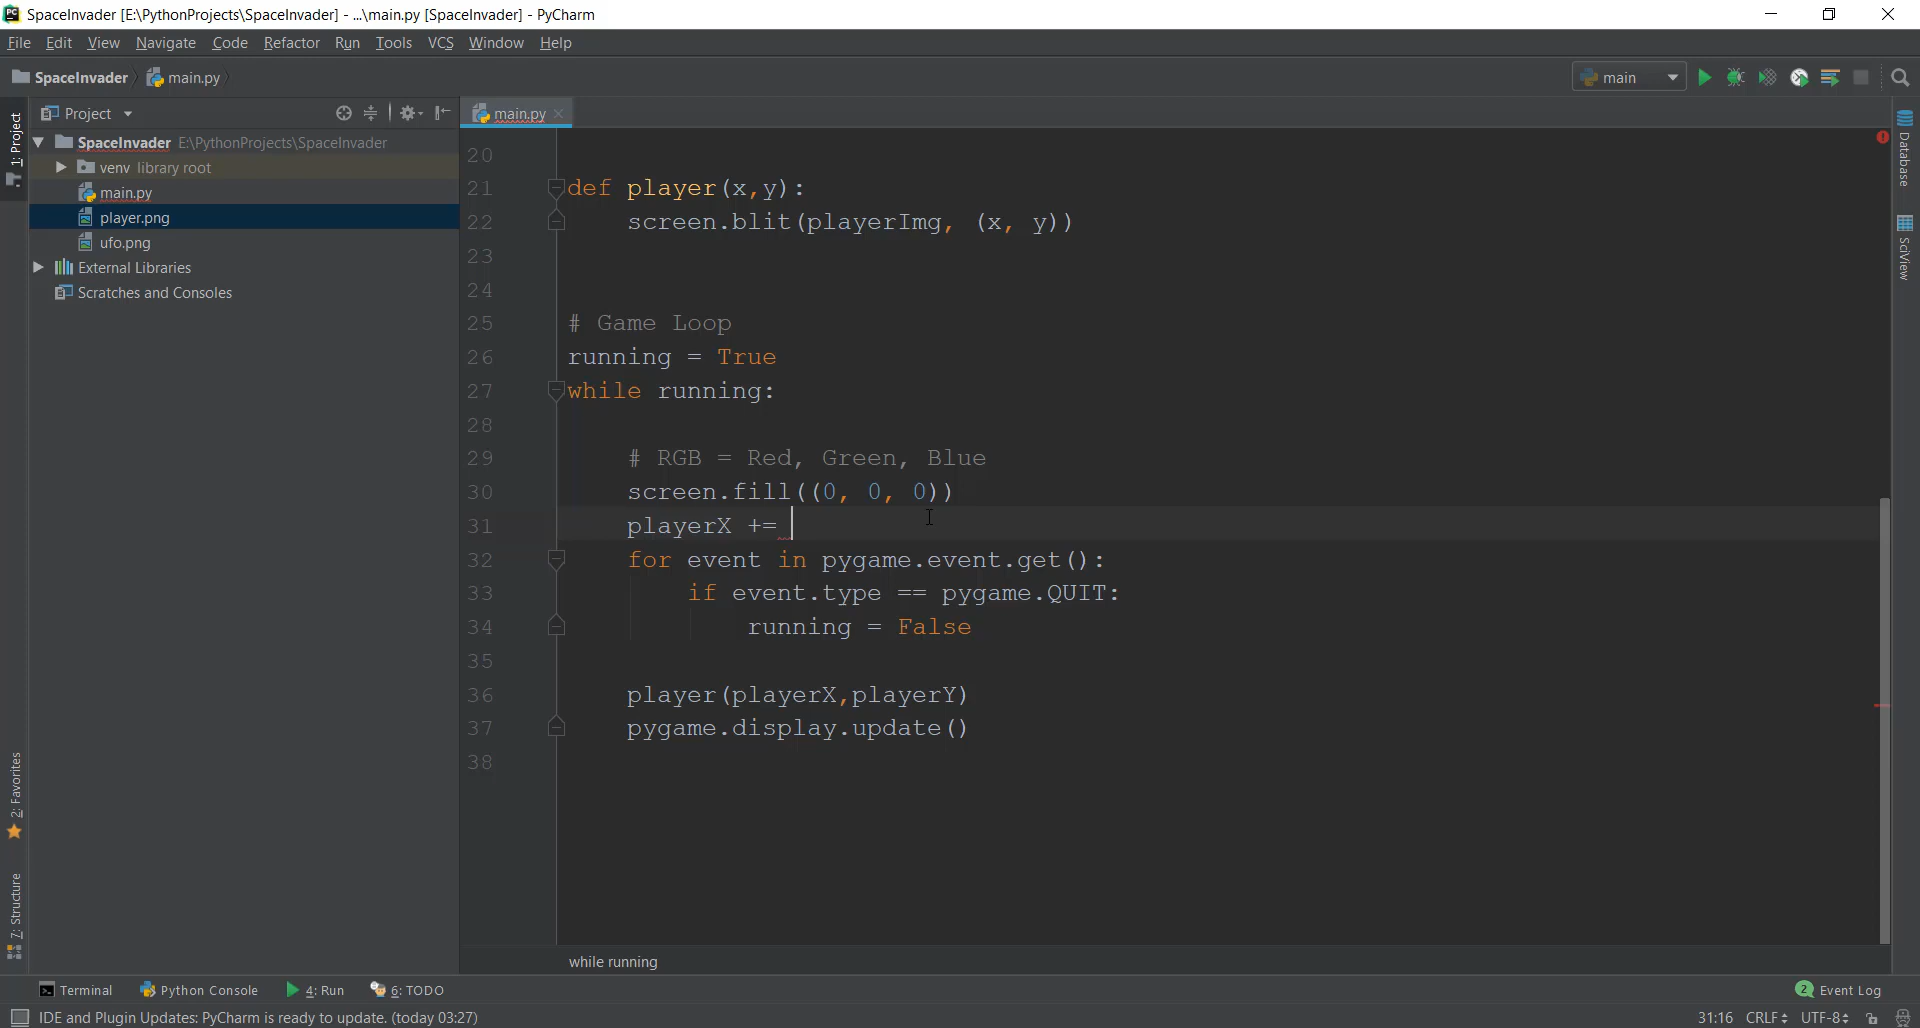 SpaceInvader [E:\PythonProjects\SpaceInvader] - ...\main.py [SpaceInvader] - PyCharm
File Edit View Navigate Code Refactor Run Tools VCS Window Help
SpaceInvader main.py
main
1: Project
Project
main.py
SpaceInvader E:\PythonProjects\SpaceInvader
venv library root
main.py
player.png
ufo.png
External Libraries
Scratches and Consoles
20
21 def player(x,y):
22 screen.blit(playerImg, (x, y))
23
24
25 # Game Loop
26 running = True
27 while running:
28
29 # RGB = Red, Green, Blue
30 screen.fill((0, 0, 0))
31 playerX +=
32 for event in pygame.event.get():
33 if event.type == pygame.QUIT:
34 running = False
35
36 player(playerX,playerY)
37 pygame.display.update()
38
while running
Database
SciView
2: Favorites
7: Structure
Terminal Python Console 4: Run 6: TODO 2 Event Log
IDE and Plugin Updates: PyCharm is ready to update. (today 03:27) 31:16 CRLF UTF-8